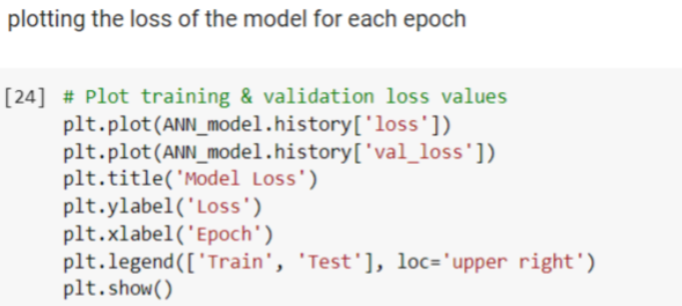 plotting the loss of the model for each epoch
[24] # Plot training & validation loss values
plt.plot(ANN_model.history['loss'])
plt.plot(ANN_model.history['val_loss'])
plt.title('Model Loss')
plt.ylabel('Loss')
plt.xlabel('Epoch')
plt.legend(['Train', 'Test'], loc='upper right')
plt.show()